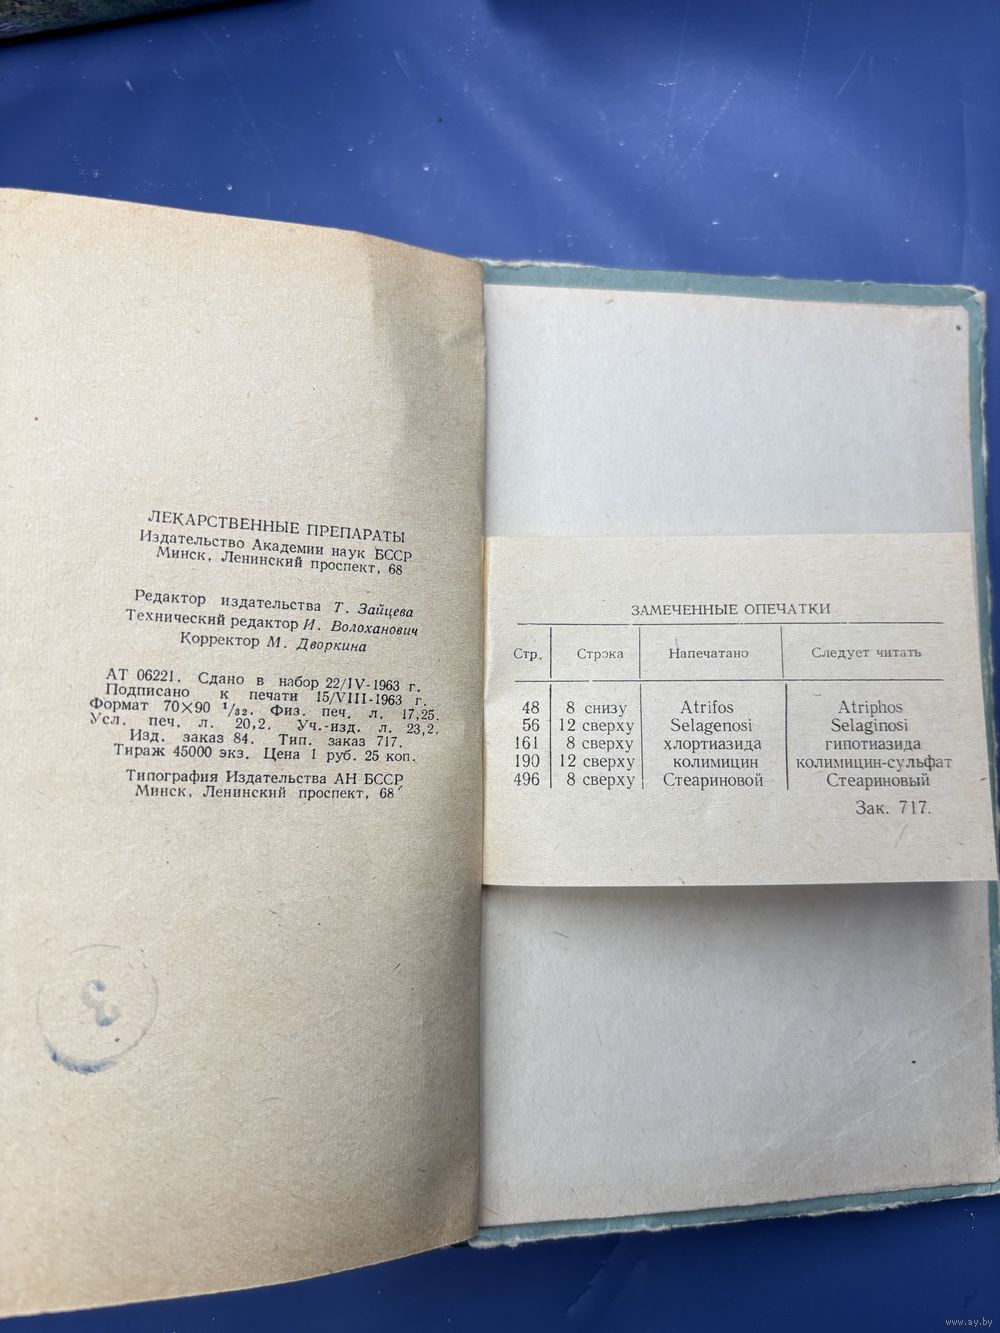 ЛЕКАРСТВЕННЫЕ ПРЕПАРАТЫ
Издательство Академии наук БССР
Минск, Ленинский проспект, 68
Редактор издательства Т. Зайцева
Технический редактор И. Волоханович
Корректор М. Дворкина
АТ 06221. Сдано в набор 22/IV-1963 г.
Подписано к печати 15/VIII-1963 г.
Формат 70×90 1/32. Физ. печ. л. 17,25.
Усл. печ. л. 20,2. Уч.-изд. л. 23,2.
Изд. заказ 84. Тип. заказ 717.
Тираж 45000 экз. Цена 1 руб. 25 коп.
Типография Издательства АН БССР
Минск, Ленинский проспект, 68
3
ЗАМЕЧЕННЫЕ ОПЕЧАТКИ
Стр. Строка Напечатано Следует читать
48 8 снизу Atrifos Atriphos
56 12 сверху Selagenosi Selaginosi
161 8 сверху хлортиазида гипотиазида
190 12 сверху колимицин колимицин-сульфат
496 8 сверху Стеариновой Стеариновый
Зак. 717.
www.ay.by